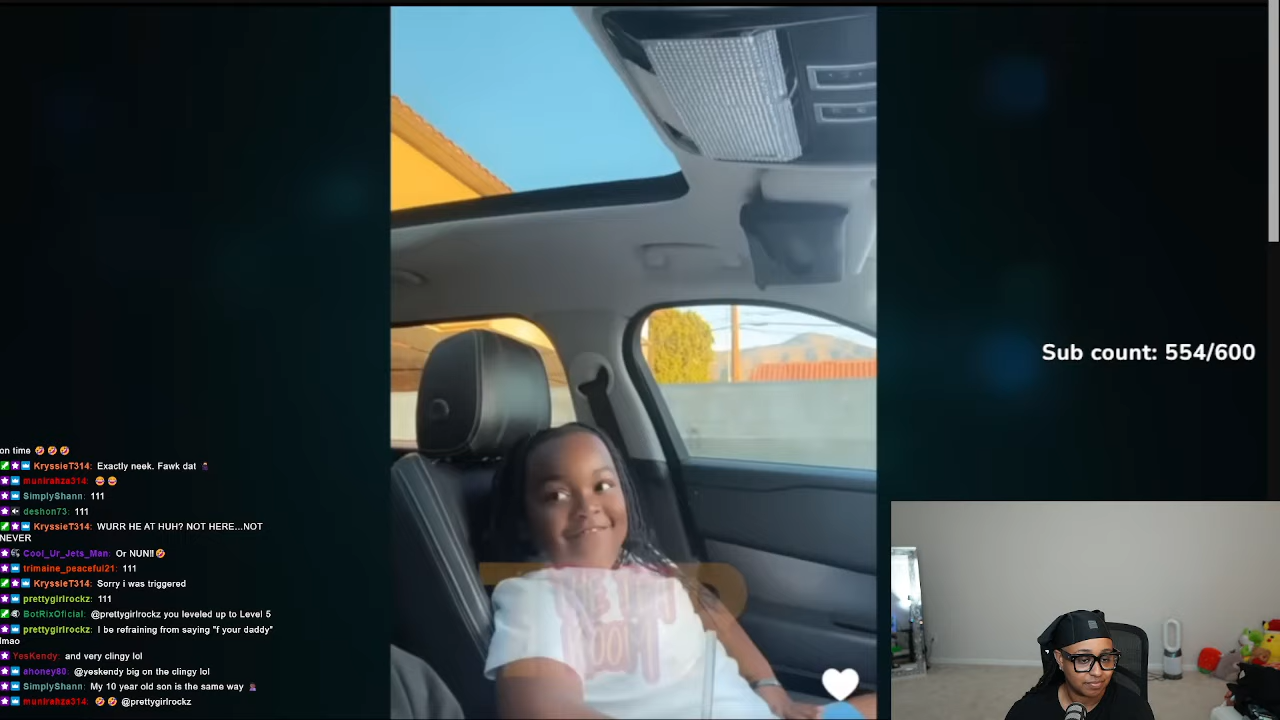 Sub count: 554/600
on time
KryssieT314: Exactly neek. Fawk dat
munirahza314:
SimplyShann: 111
deshon73: 111
KryssieT314: WURR HE AT HUH? NOT HERE...NOT
NEVER
Cool_Ur_Jets_Man: Or NUN!!
trimaine_peaceful21: 111
KryssieT314: Sorry i was triggered
prettygirlrockz: 111
BotRixOficial: @prettygirlrockz you leveled up to Level 5
prettygirlrockz: I be refraining from saying "f your daddy"
lmao
YesKendy: and very clingy lol
ahoney80: @yeskendy big on the clingy lol
SimplyShann: My 10 year old son is the same way
munirahza314: @prettygirlrockz